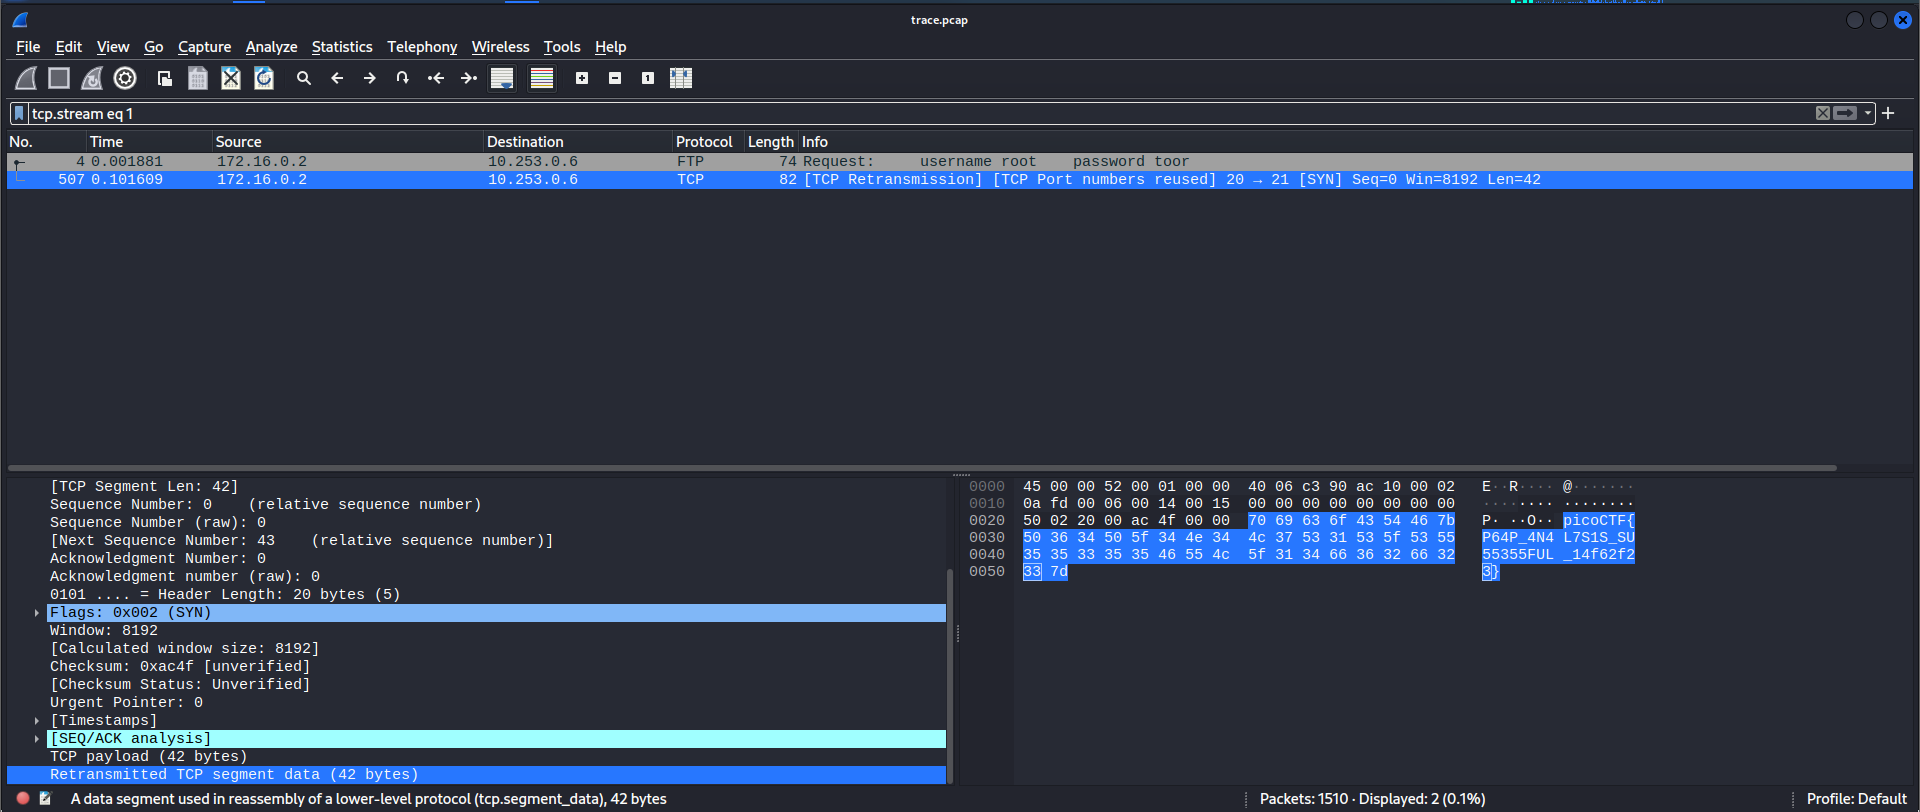 trace.pcap
File Edit View Go Capture Analyze Statistics Telephony Wireless Tools Help
tcp.stream eq 1
No. Time Source Destination Protocol Length Info
4 0.001881 172.16.0.2 10.253.0.6 FTP 74 Request: username root password toor
507 0.101609 172.16.0.2 10.253.0.6 TCP 82 [TCP Retransmission] [TCP Port numbers reused] 20 → 21 [SYN] Seq=0 Win=8192 Len=42
[TCP Segment Len: 42]
Sequence Number: 0 (relative sequence number)
Sequence Number (raw): 0
[Next Sequence Number: 43 (relative sequence number)]
Acknowledgment Number: 0
Acknowledgment number (raw): 0
0101 .... = Header Length: 20 bytes (5)
Flags: 0x002 (SYN)
Window: 8192
[Calculated window size: 8192]
Checksum: 0xac4f [unverified]
[Checksum Status: Unverified]
Urgent Pointer: 0
[Timestamps]
[SEQ/ACK analysis]
TCP payload (42 bytes)
Retransmitted TCP segment data (42 bytes)
0000 45 00 00 52 00 01 00 00 40 06 c3 90 ac 10 00 02 E··R···· @·······
0010 0a fd 00 06 00 14 00 15 00 00 00 00 00 00 00 00 ········ ········
0020 50 02 20 00 ac 4f 00 00 70 69 63 6f 43 54 46 7b P· ··O·· picoCTF{
0030 50 36 34 50 5f 34 4e 34 4c 37 53 31 53 5f 53 55 P64P_4N4 L7S1S_SU
0040 35 35 33 35 35 46 55 4c 5f 31 34 66 36 32 66 32 55355FUL _14f62f2
0050 33 7d 3}
A data segment used in reassembly of a lower-level protocol (tcp.segment_data), 42 bytes
Packets: 1510 · Displayed: 2 (0.1%)
Profile: Default